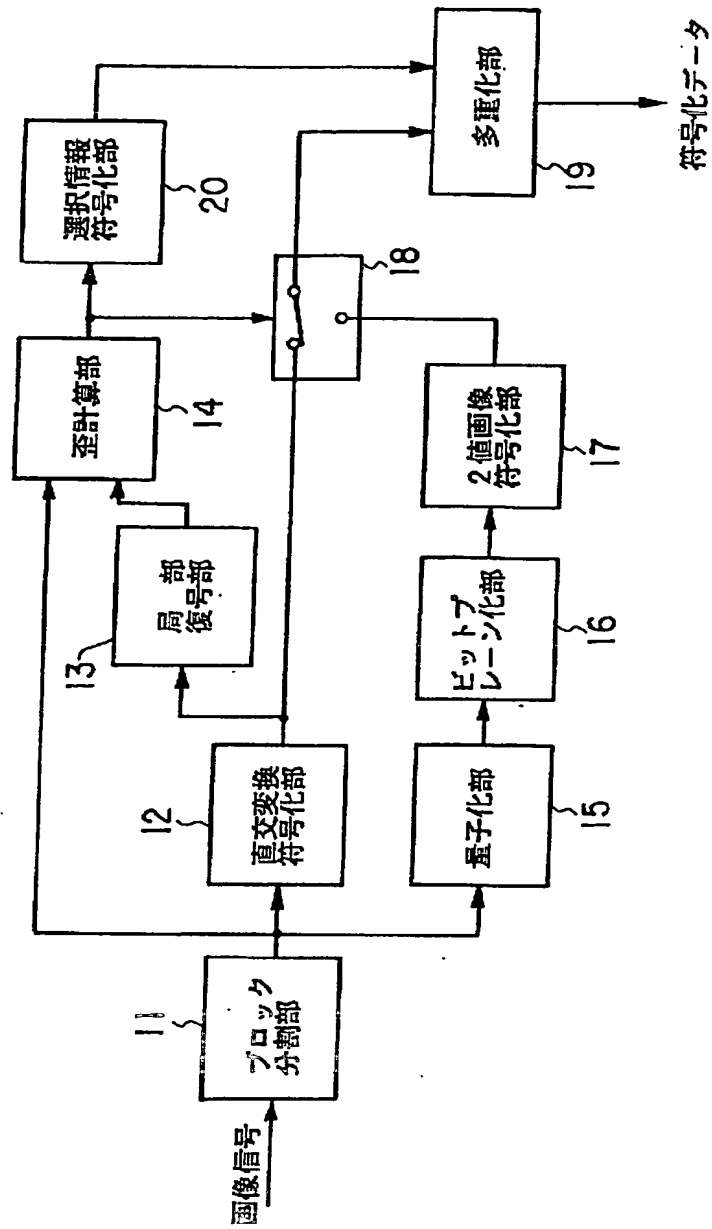 画像信号
11
ブロック
分割部
12
直交変換
符号化部
13
局部
復号部
歪計算部
14
選択情報
符号化部
20
18
量子化部
15
ビットプ
レーン化部
16
2値画像
符号化部
17
多重化部
19
符号化データ